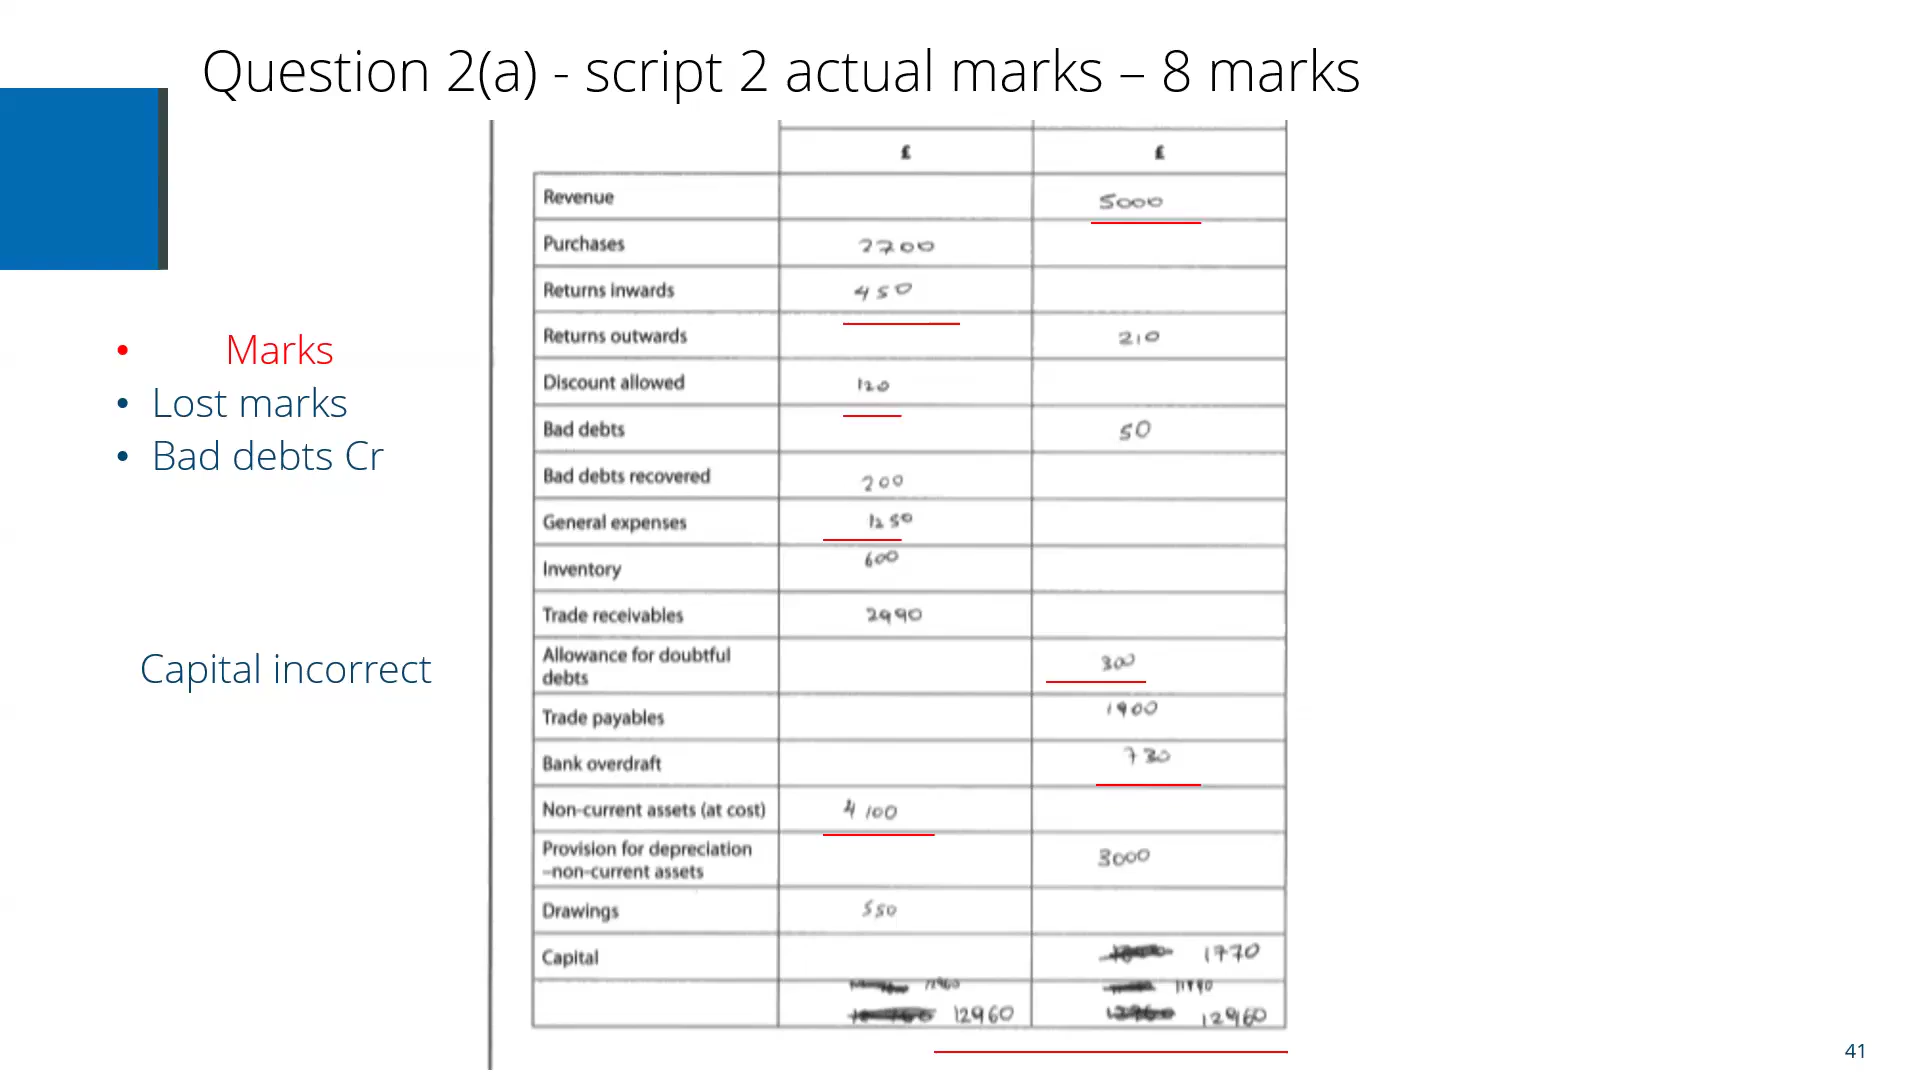 Question 2(a) - script 2 actual marks – 8 marks
• Marks
• Lost marks
• Bad debts Cr
Capital incorrect
£ £
Revenue 5000
Purchases 2700
Returns inwards 450
Returns outwards 210
Discount allowed 120
Bad debts 50
Bad debts recovered 200
General expenses 1250
Inventory 600
Trade receivables 2990
Allowance for doubtful
debts 300
Trade payables 1900
Bank overdraft 730
Non-current assets (at cost) 4100
Provision for depreciation
–non-current assets 3000
Drawings 550
Capital 1770
12960 12960
41